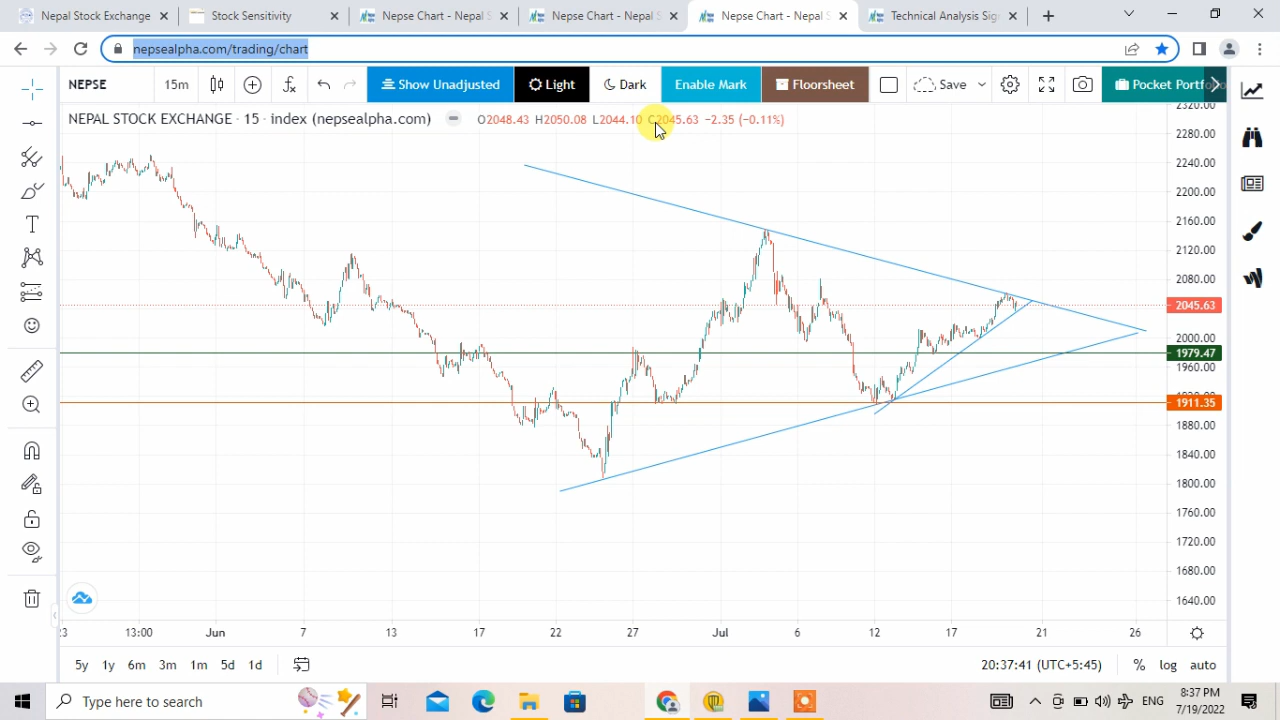 Nepal Stock Exchange
Stock Sensitivity
Nepse Chart - Nepal S
Nepse Chart - Nepal S
Nepse Chart - Nepal S
Technical Analysis Sig
nepsealpha.com/trading/chart
NEPSE 15m Show Unadjusted Light Dark Enable Mark Floorsheet Save Pocket Portfo
NEPAL STOCK EXCHANGE · 15 · index (nepsealpha.com) O2048.43 H2050.08 L2044.10 C2045.63 −2.35 (−0.11%)
2320.00
2280.00
2240.00
2200.00
2160.00
2120.00
2080.00
2045.63
2000.00
1979.47
1960.00
1911.35
1880.00
1840.00
1800.00
1760.00
1720.00
1680.00
1640.00
13:00 Jun 7 13 17 22 27 Jul 6 12 17 21 26
5y 1y 6m 3m 1m 5d 1d 20:37:41 (UTC+5:45) % log auto
Type here to search ENG 8:37 PM
7/19/2022